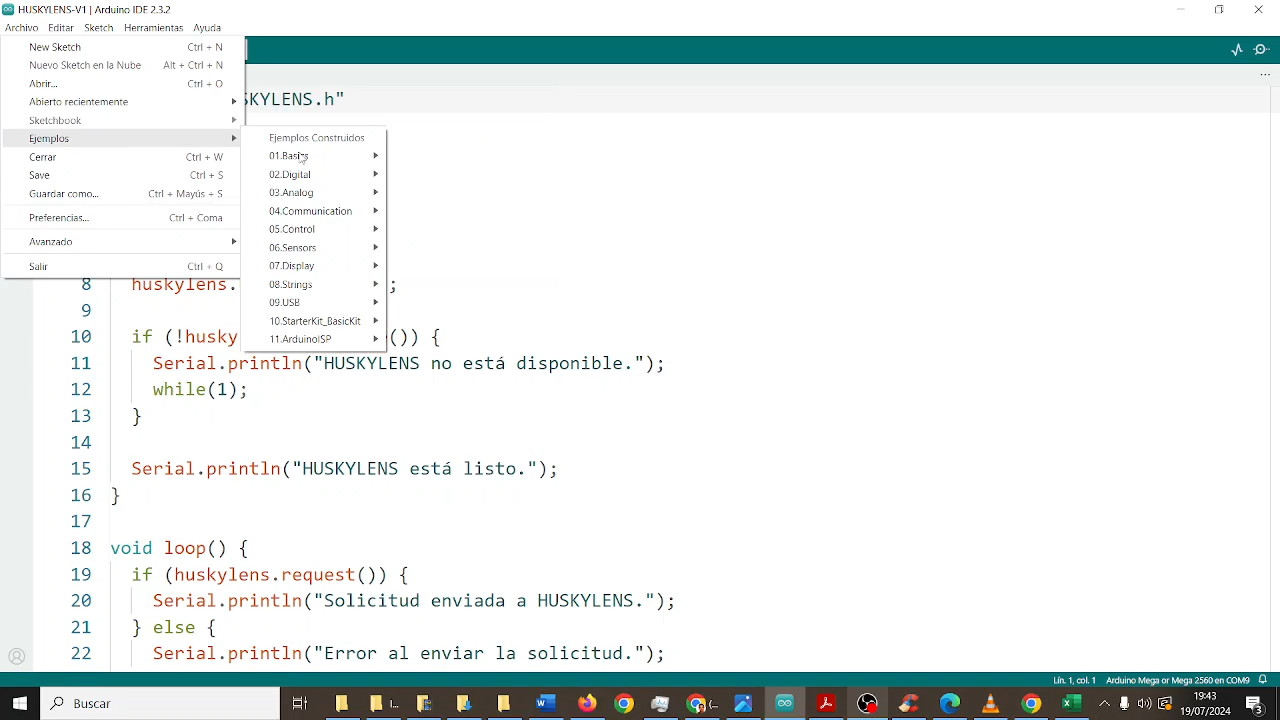 HUSKYLENS-V1 | Arduino IDE 2.3.2
Archivo Editar Sketch Herramientas Ayuda
New Sketch Ctrl + N
Nuevo Sketch en la Nube Alt + Ctrl + N
Abrir... Ctrl + O
Abierto recientemente
Sketchbook
Ejemplos
Cerrar Ctrl + W
Save Ctrl + S
Guardar como... Ctrl + Mayús + S
Preferencias... Ctrl + Coma
Avanzado
Salir Ctrl + Q
Ejemplos Construidos
01.Basics
02.Digital
03.Analog
04.Communication
05.Control
06.Sensors
07.Display
08.Strings
09.USB
10.StarterKit_BasicKit
11.ArduinoISP
SKYLENS.h"
8 huskylens. ;
9
10 if (!husky ()) {
11 Serial.println("HUSKYLENS no está disponible.");
12 while(1);
13 }
14
15 Serial.println("HUSKYLENS está listo.");
16 }
17
18 void loop() {
19 if (huskylens.request()) {
20 Serial.println("Solicitud enviada a HUSKYLENS.");
21 } else {
22 Serial.println("Error al enviar la solicitud.");
Lín. 1, col. 1 Arduino Mega or Mega 2560 en COM9
Buscar
19:43
19/07/2024
3